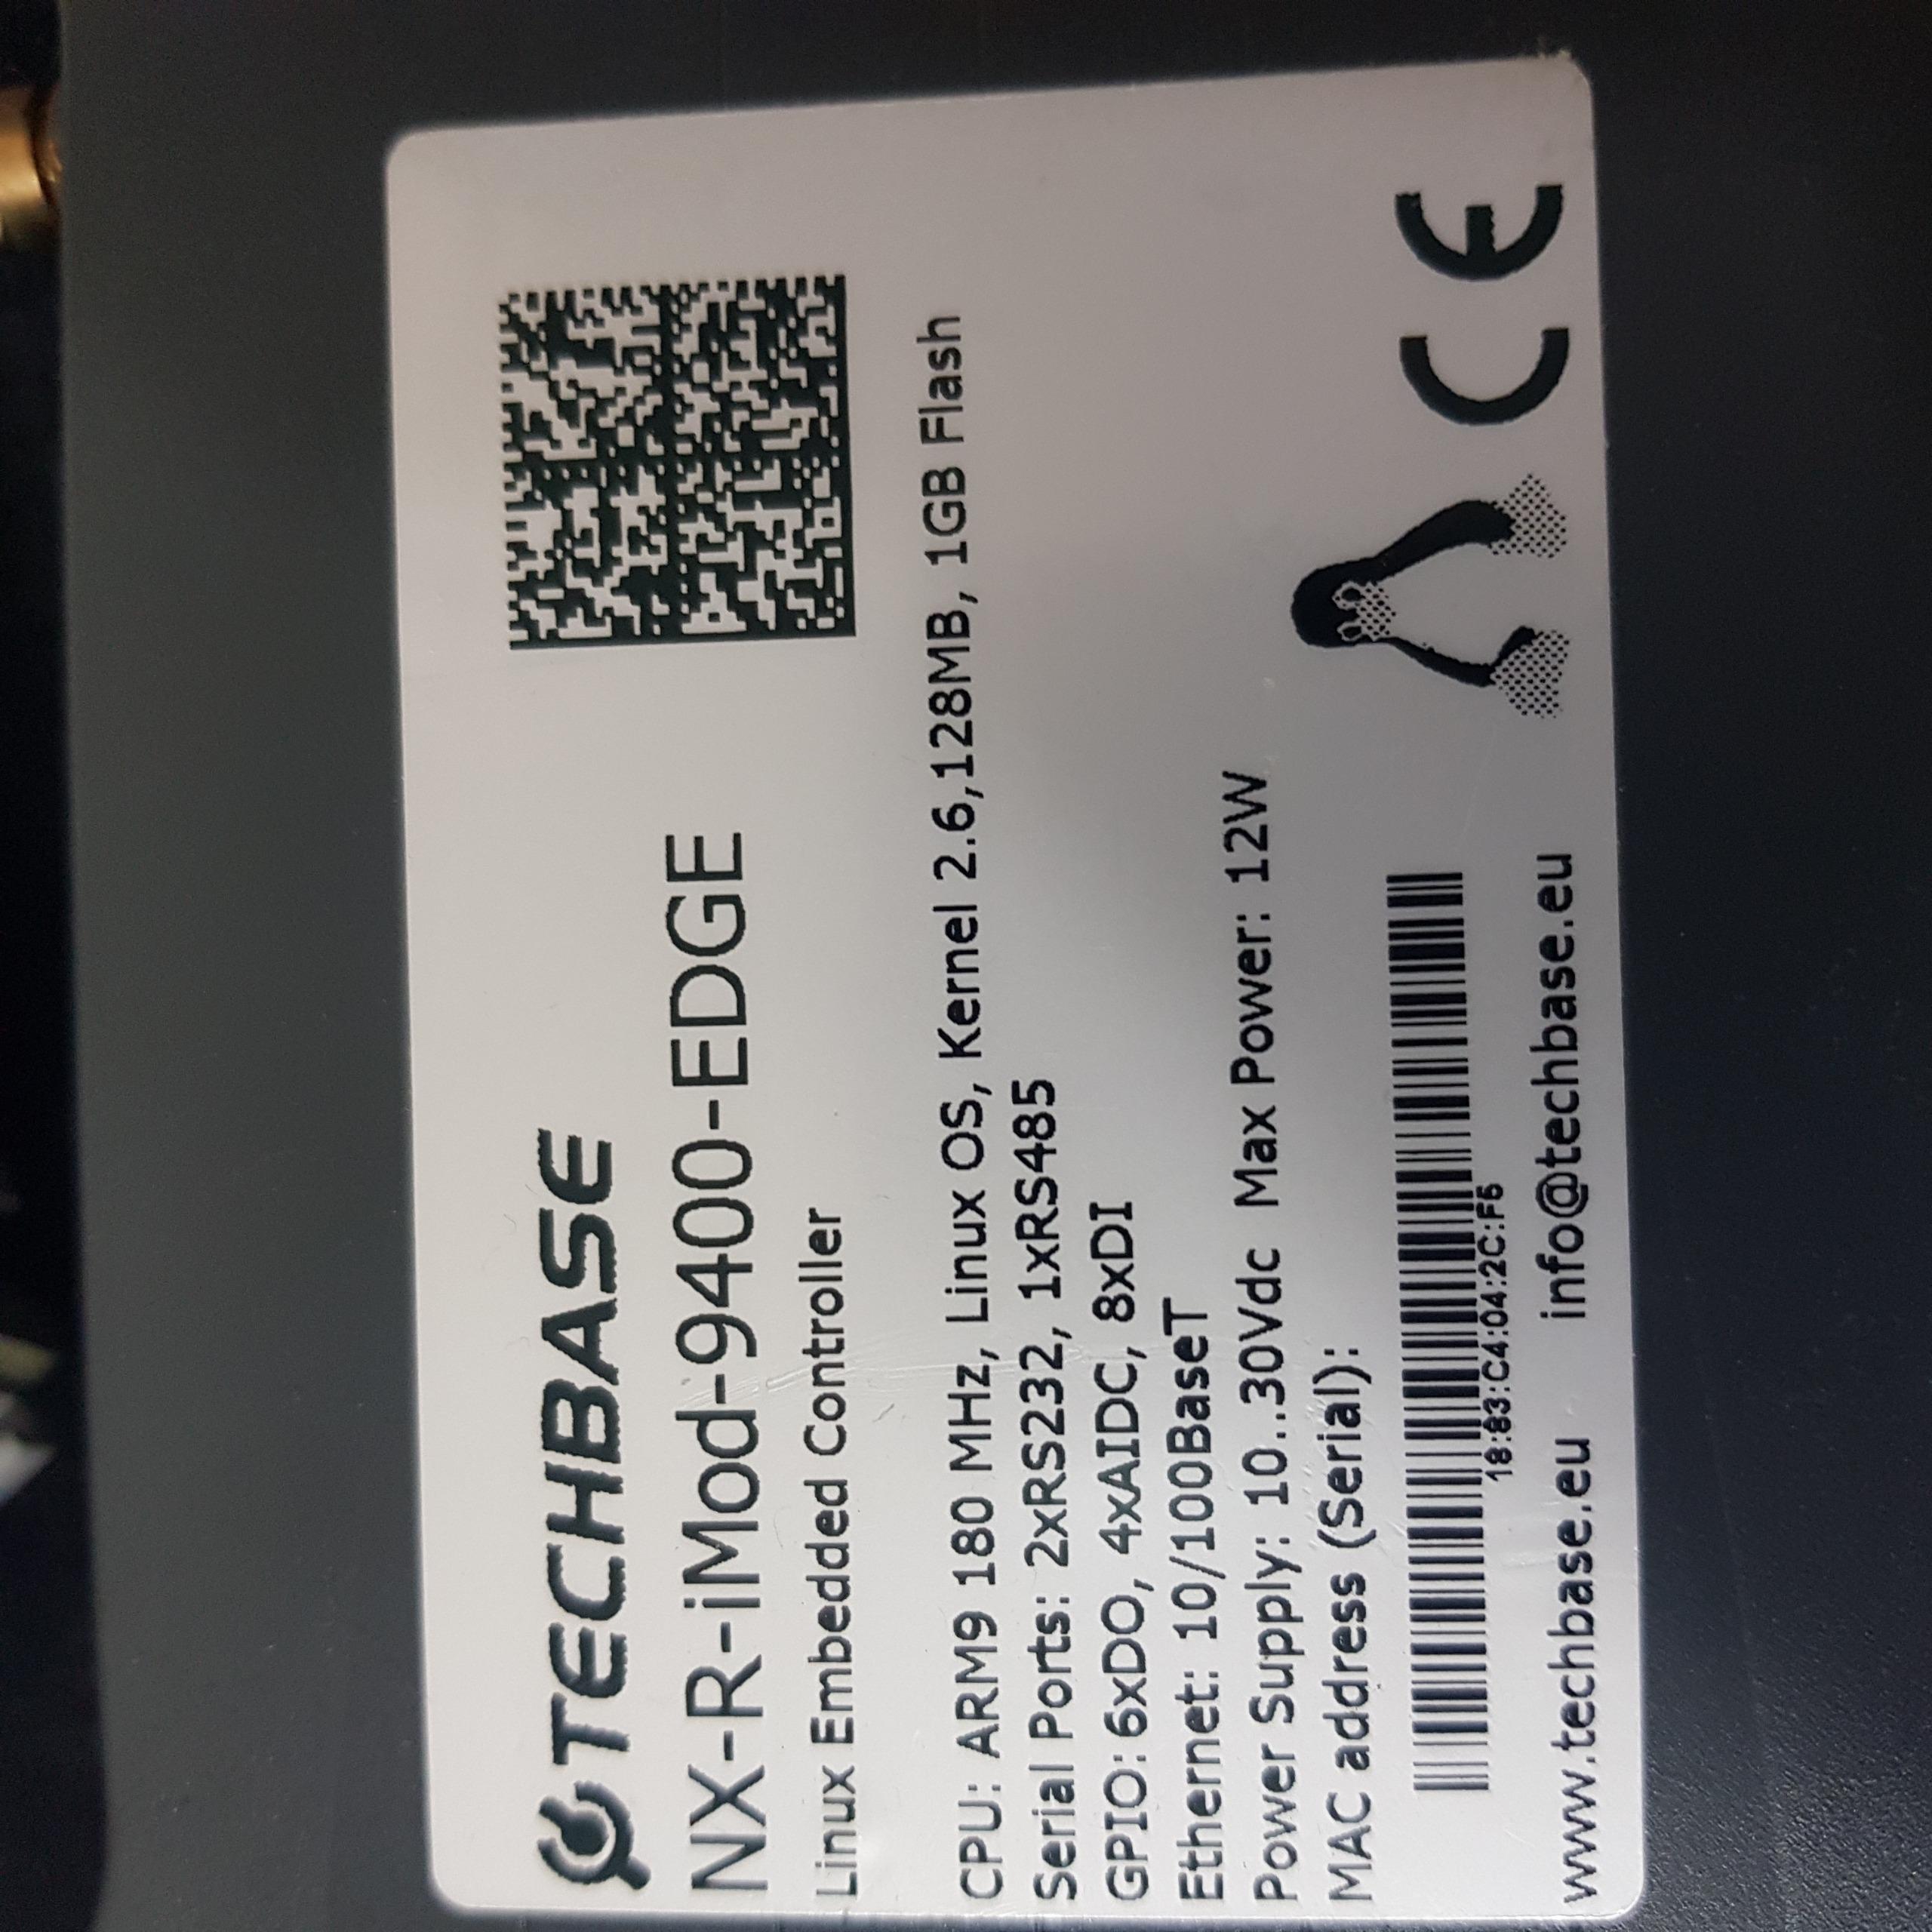 TECHBASE
NX-R-iMod-9400-EDGE
Linux Embedded Controller
CPU: ARM9 180 MHz, Linux OS, Kernel 2.6,128MB, 1GB Flash
Serial Ports: 2xRS232, 1xRS485
GPIO: 6xDO, 4xAIDC, 8xDI
Ethernet: 10/100BaseT
Power Supply: 10..30Vdc Max Power: 12W
MAC address (Serial):
18:83:C4:04:2C:F5
www.techbase.eu info@techbase.eu
CE